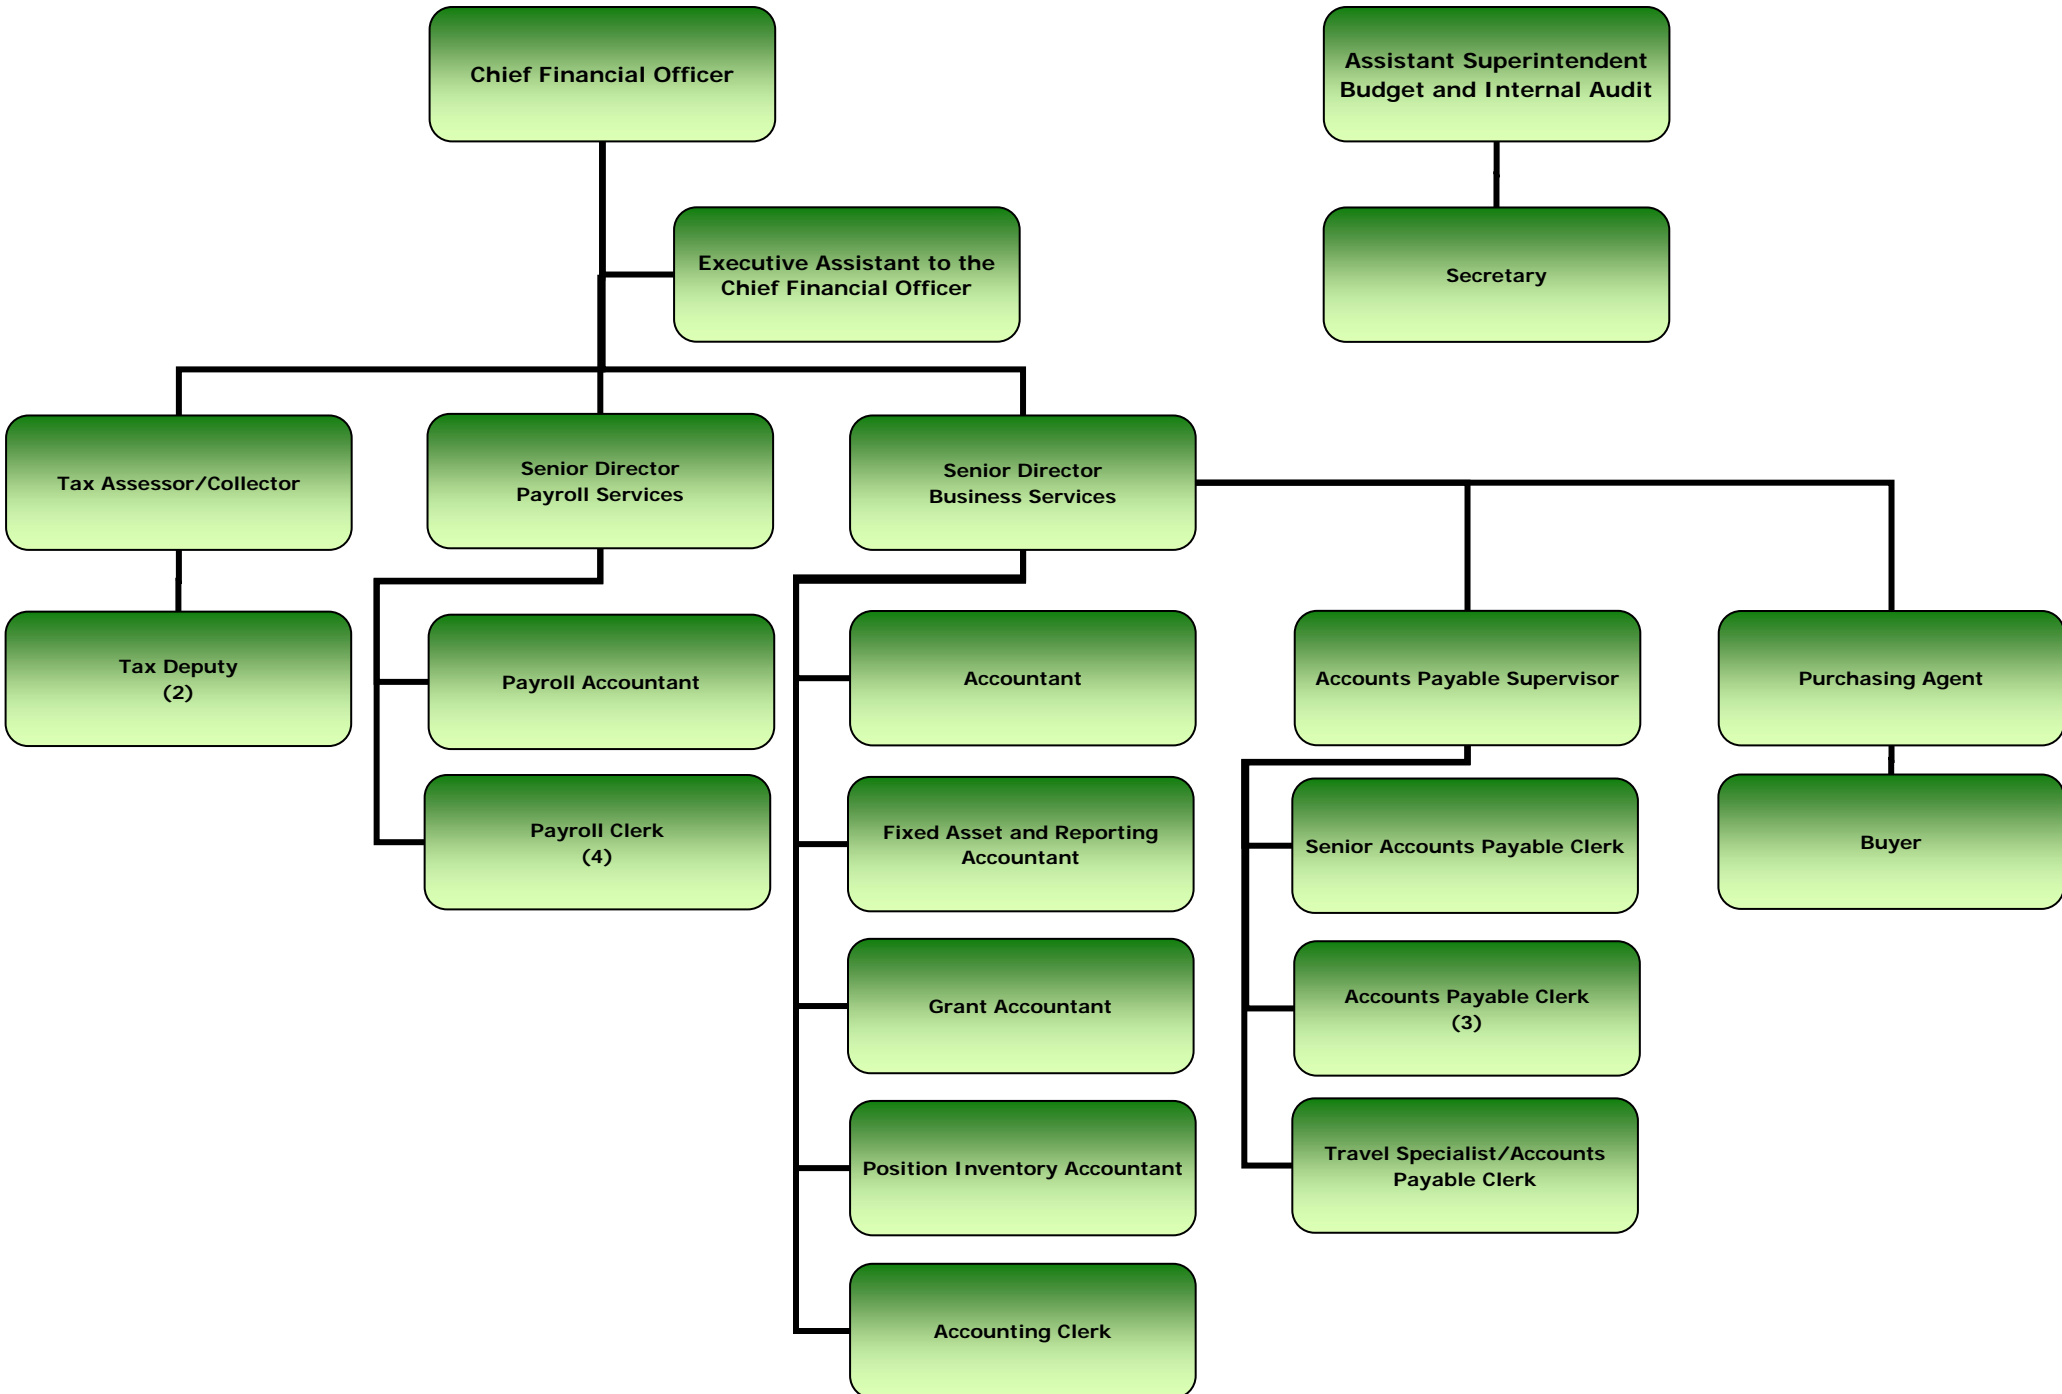 Chief Financial Officer
Assistant Superintendent
Budget and Internal Audit
Executive Assistant to the
Chief Financial Officer
Secretary
Tax Assessor/Collector
Senior Director
Payroll Services
Senior Director
Business Services
Tax Deputy
(2)
Payroll Accountant
Accountant
Accounts Payable Supervisor
Purchasing Agent
Payroll Clerk
(4)
Fixed Asset and Reporting
Accountant
Senior Accounts Payable Clerk
Buyer
Grant Accountant
Accounts Payable Clerk
(3)
Position Inventory Accountant
Travel Specialist/Accounts
Payable Clerk
Accounting Clerk